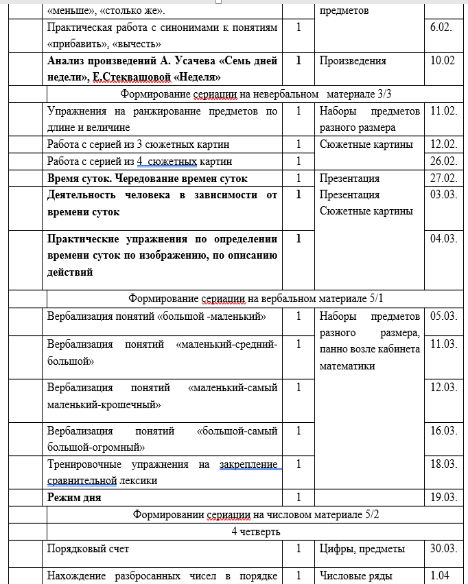 «меньше», «столько же». предметов
Практическая работа с синонимами к понятиям 1 6.02.
«прибавить», «вычесть»
Анализ произведений А. Усачева «Семь дней 1 Произведения 10.02
недели», Е.Стеквашовой «Неделя»
Формирование сериации на невербальном материале 3/3
Упражнения на ранжирование предметов по 1 Наборы предметов 11.02.
длине и величине разного размера
Работа с серией из 3 сюжетных картин 1 Сюжетные картины 12.02.
Работа с серией из 4 сюжетных картин 1 26.02.
Время суток. Чередование времен суток 1 Презентация 27.02.
Деятельность человека в зависимости от 1 Презентация 03.03.
времени суток Сюжетные картины
Практические упражнения по определении 1 04.03.
времени суток по изображению, по описанию
действий
Формирование сериации на вербальном материале 5/1
Вербализация понятий «большой -маленький» 1 Наборы предметов 05.03.
разного размера,
Вербализация понятий «маленький-средний- 1 панно возле кабинета 11.03.
большой» математики
Вербализация понятий «маленький-самый 1 12.03.
маленький-крошечный»
Вербализация понятий «большой-самый 1 16.03.
большой-огромный»
Тренировочные упражнения на закрепление 1 18.03.
сравнительной лексики
Режим дня 1 19.03.
Формировании сериации на числовом материале 5/2
4 четверть
Порядковый счет 1 Цифры, предметы 30.03.
Нахождение разбросанных чисел в порядке 1 Числовые ряды 1.04